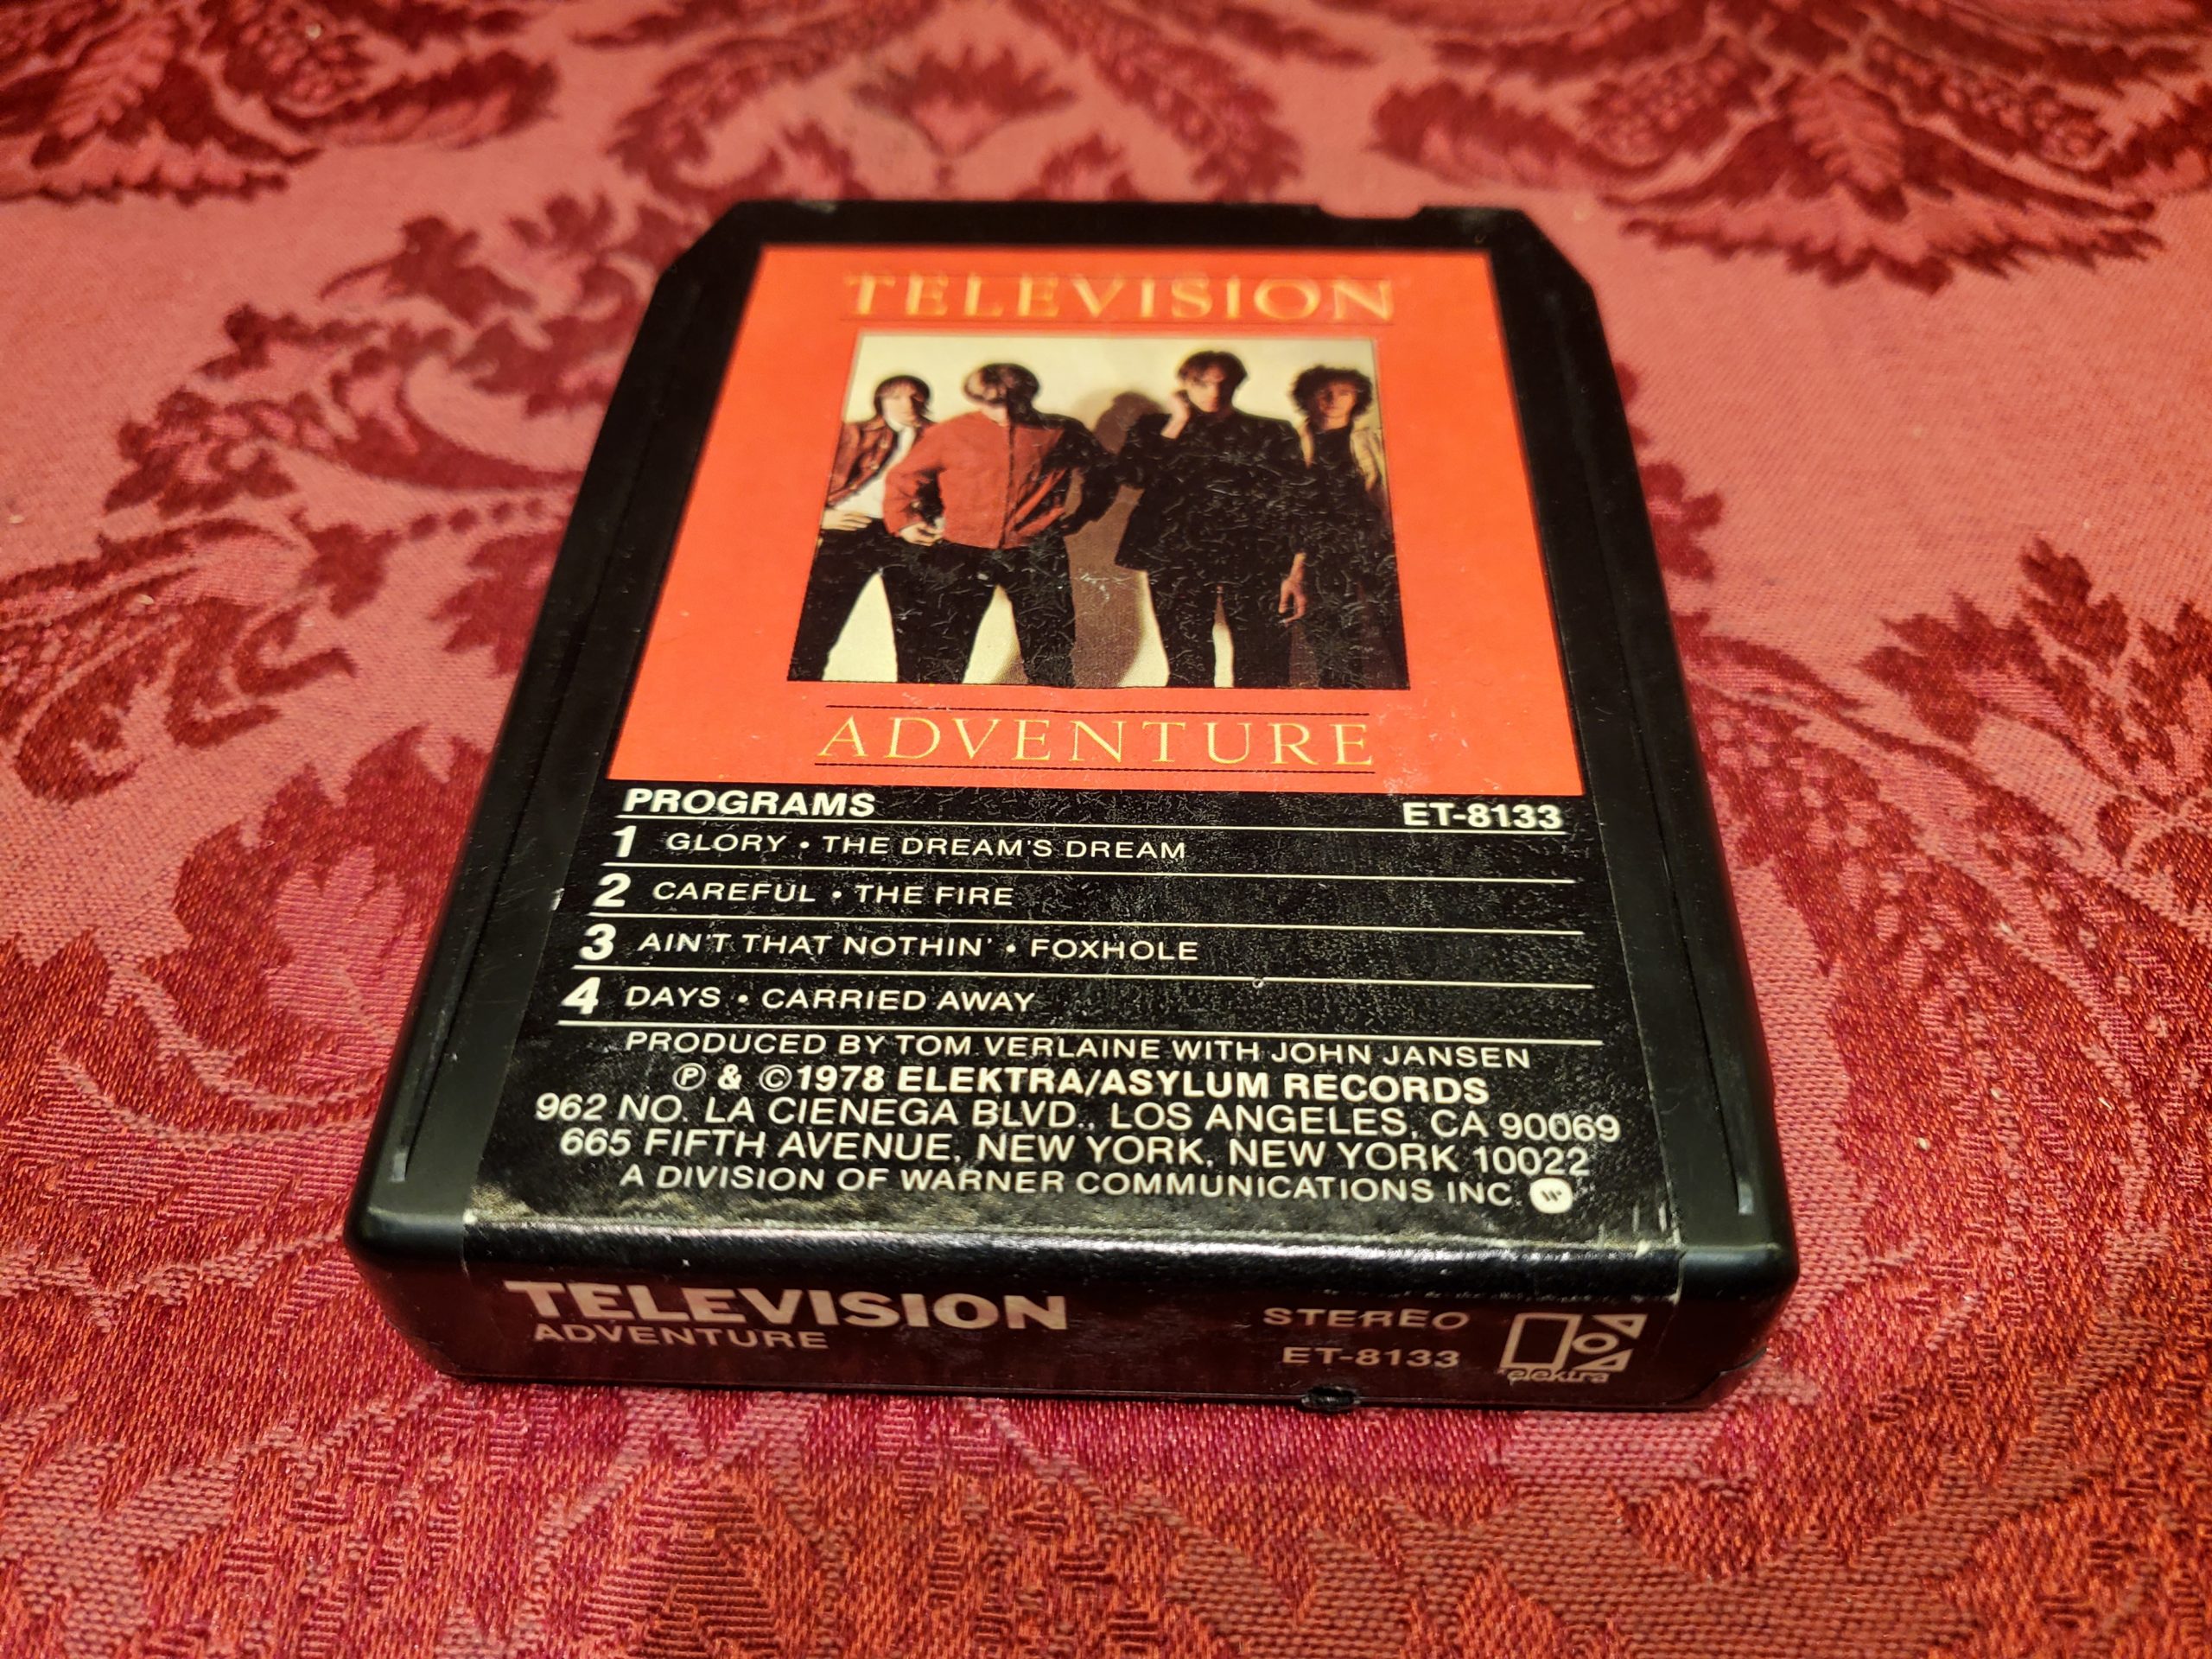 TELEVISION
ADVENTURE
PROGRAMS ET-8133
1 GLORY • THE DREAM'S DREAM
2 CAREFUL • THE FIRE
3 AIN'T THAT NOTHIN' • FOXHOLE
4 DAYS • CARRIED AWAY
PRODUCED BY TOM VERLAINE WITH JOHN JANSEN
Ⓟ & © 1978 ELEKTRA/ASYLUM RECORDS
962 NO. LA CIENEGA BLVD., LOS ANGELES, CA 90069
665 FIFTH AVENUE, NEW YORK, NEW YORK 10022
A DIVISION OF WARNER COMMUNICATIONS INC.
TELEVISION STEREO
ADVENTURE ET-8133
elektra